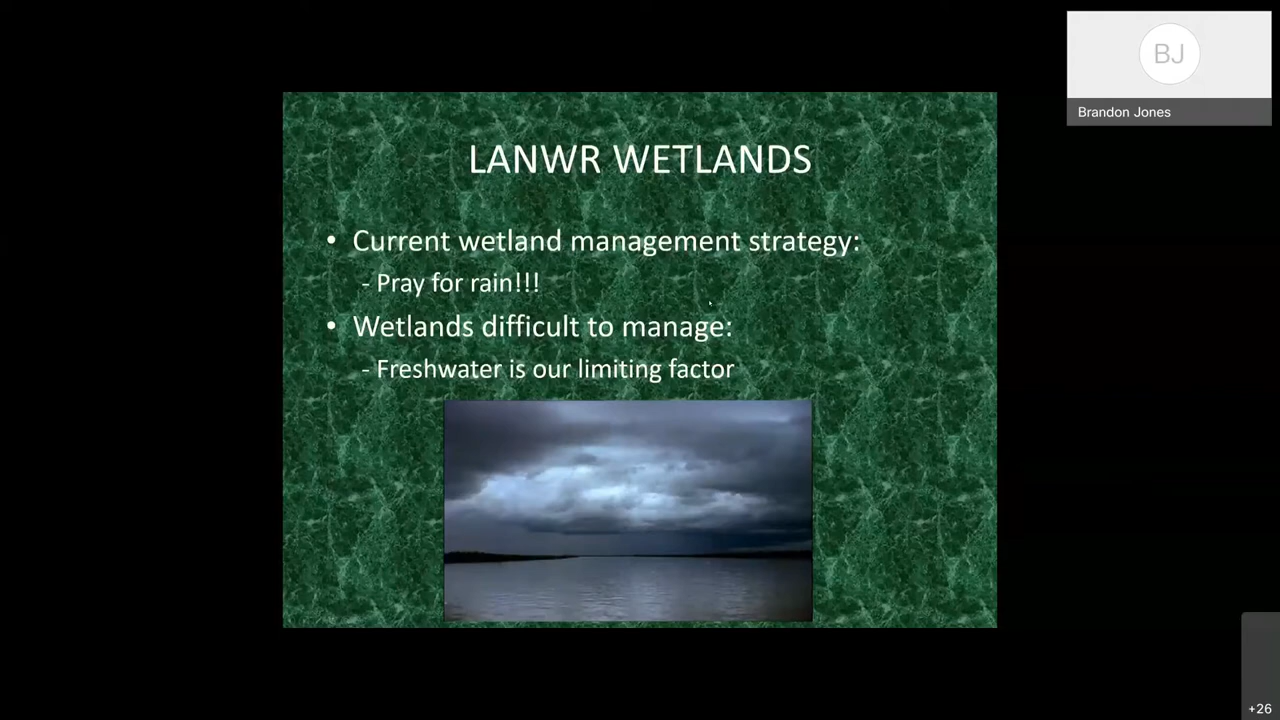 BJ
Brandon Jones
LANWR WETLANDS
• Current wetland management strategy:
- Pray for rain!!!
• Wetlands difficult to manage:
- Freshwater is our limiting factor
+26